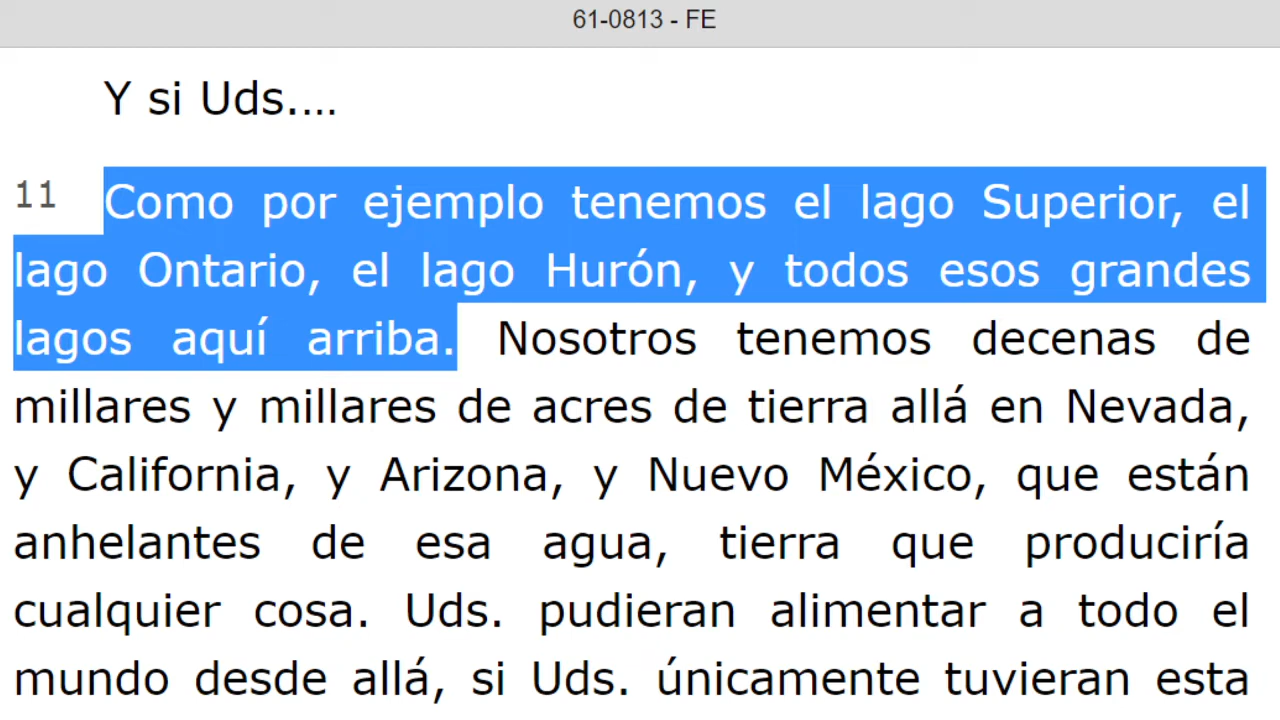 61-0813 - FE
Y si Uds.…
11 Como por ejemplo tenemos el lago Superior, el
lago Ontario, el lago Hurón, y todos esos grandes
lagos aquí arriba. Nosotros tenemos decenas de
millares y millares de acres de tierra allá en Nevada,
y California, y Arizona, y Nuevo México, que están
anhelantes de esa agua, tierra que produciría
cualquier cosa. Uds. pudieran alimentar a todo el
mundo desde allá, si Uds. únicamente tuvieran esta